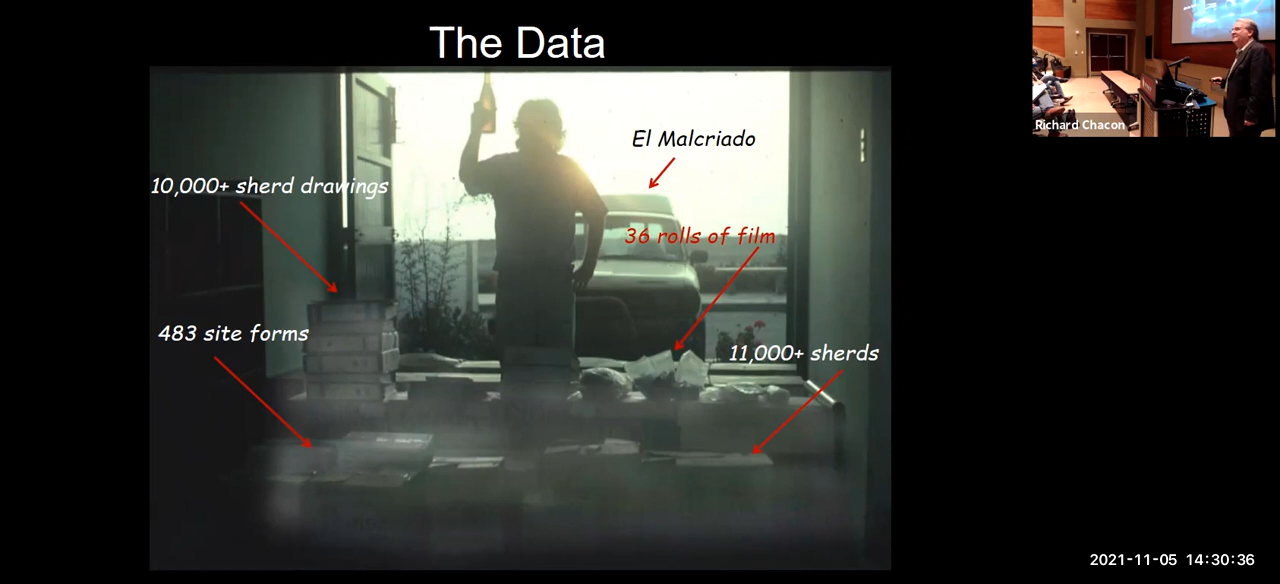 The Data
Richard Chacon
El Malcriado
10,000+ sherd drawings
36 rolls of film
483 site forms
11,000+ sherds
2021-11-05 14:30:36